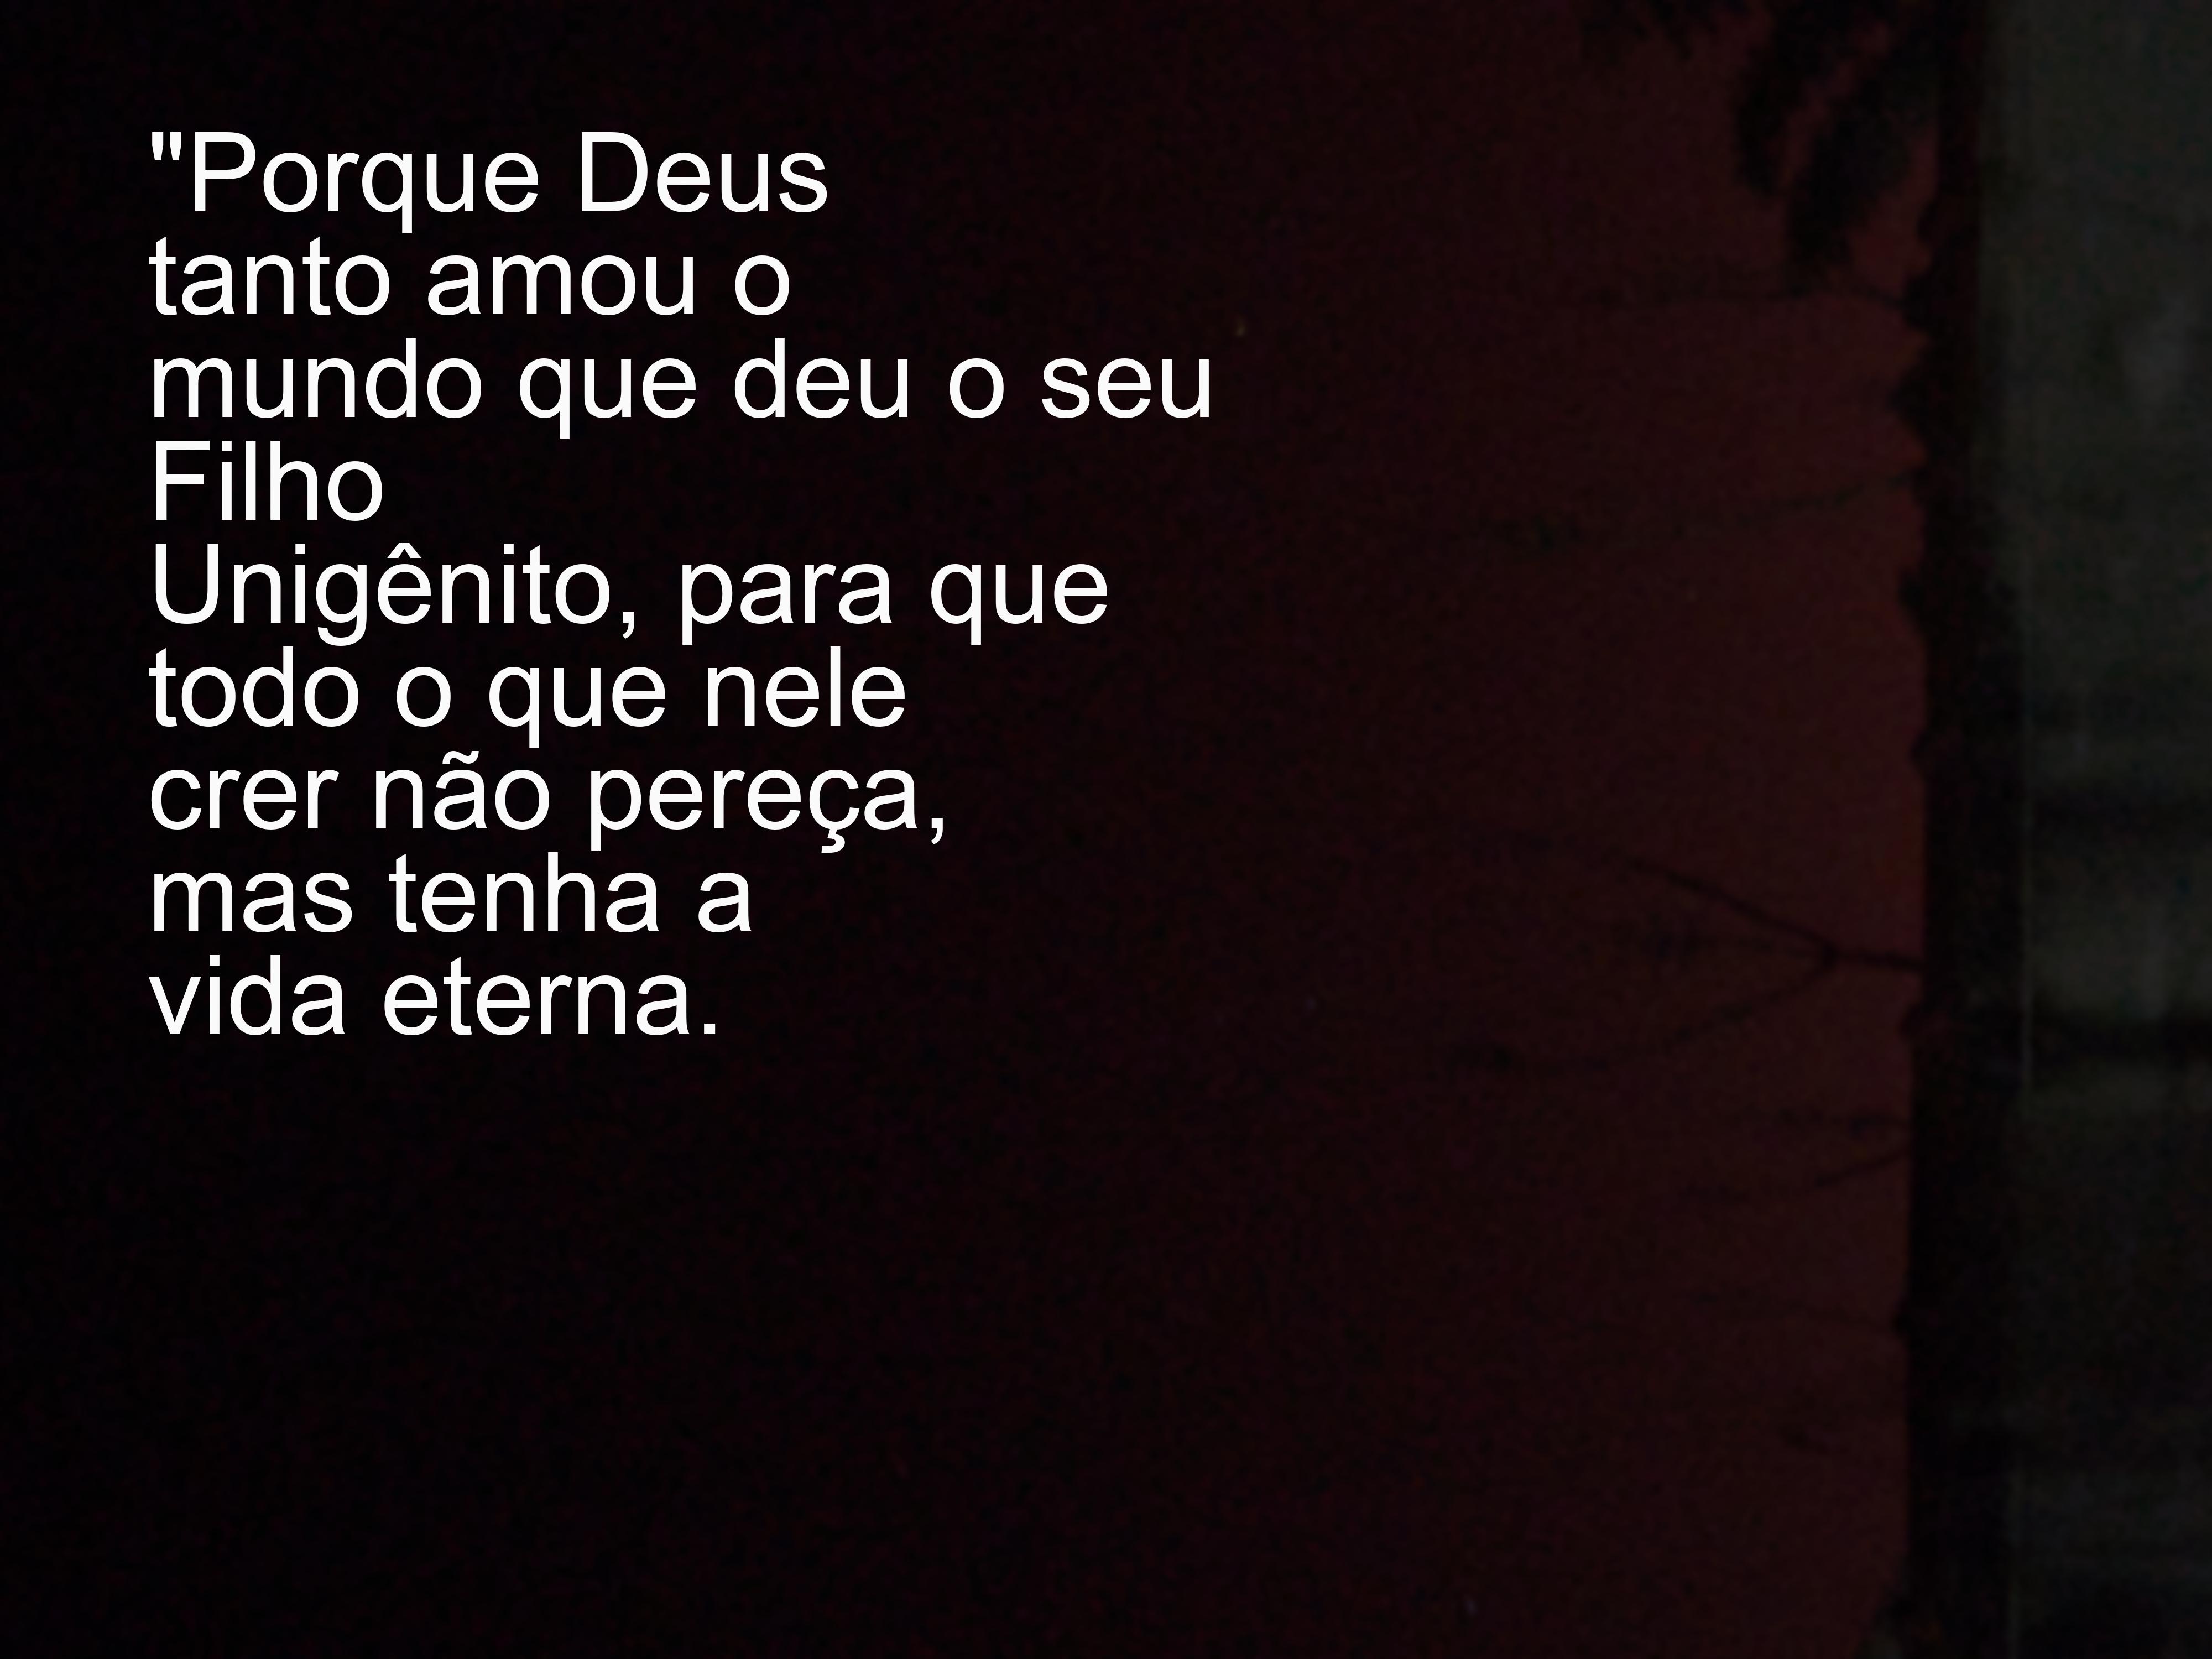 "Porque Deus
tanto amou o
mundo que deu o seu
Filho
Unigênito, para que
todo o que nele
crer não pereça,
mas tenha a
vida eterna.